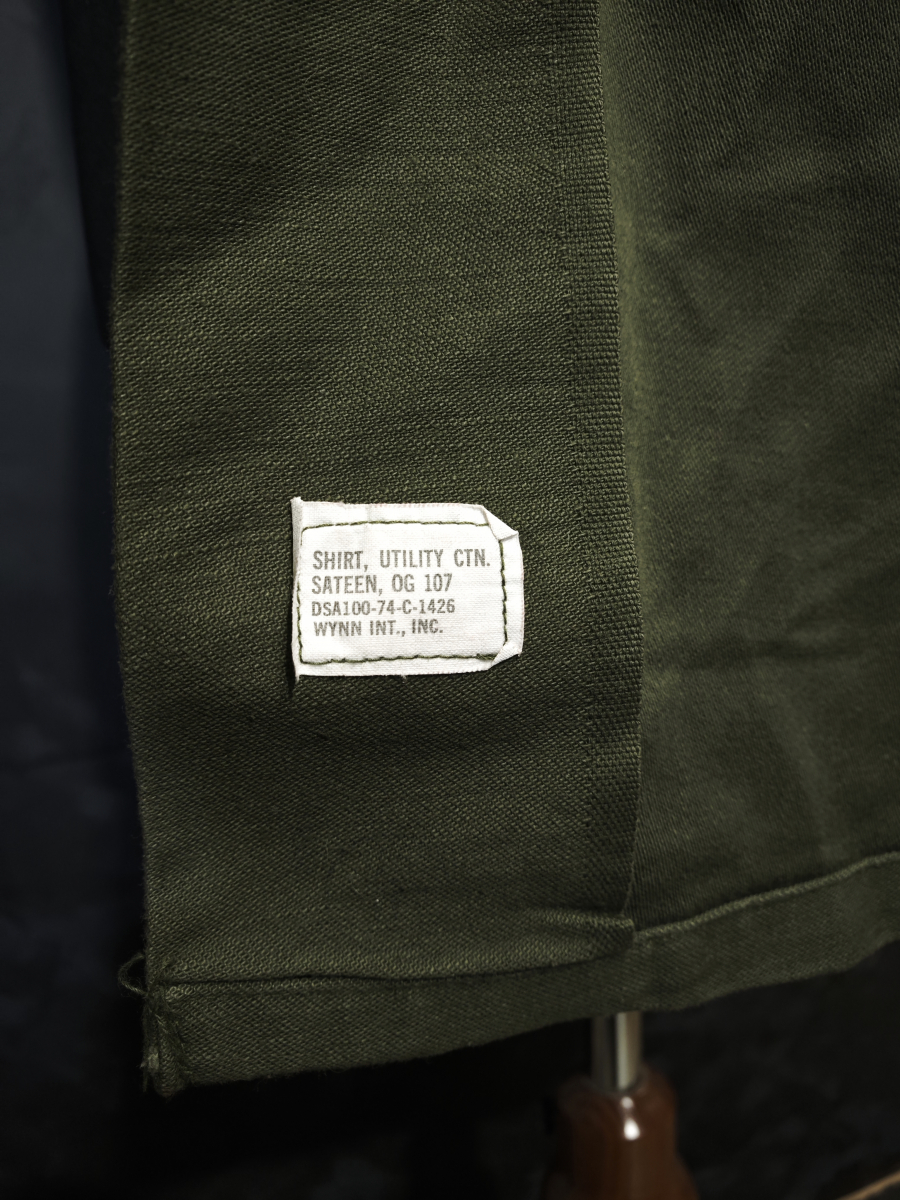 SHIRT, UTILITY CTN.
SATEEN, OG 107
DSA100-74-C-1426
WYNN INT., INC.